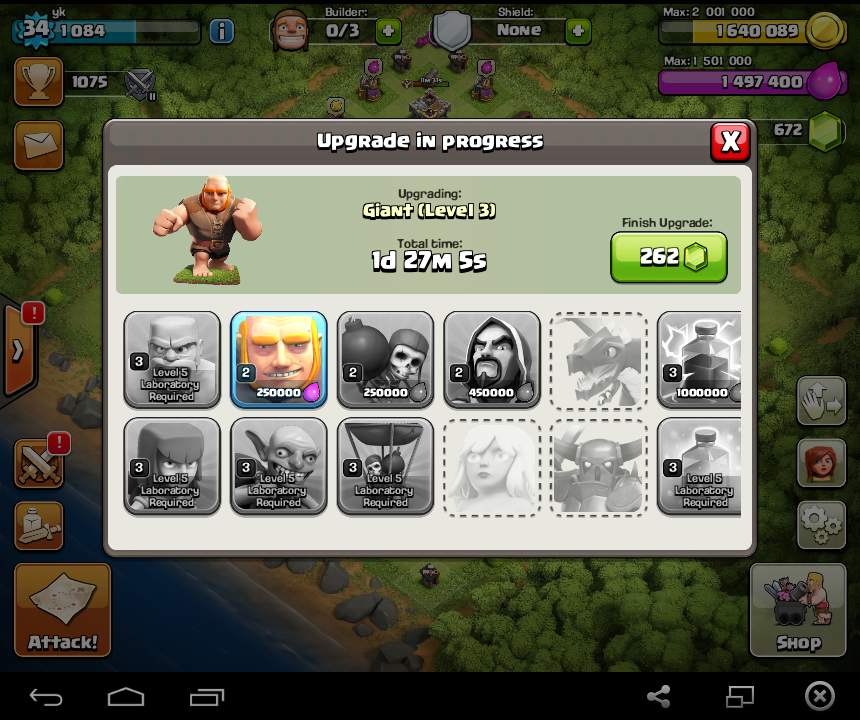 34
yk
1 084
Builder:
0/3
Shield:
None
Max: 2 001 000
1 640 089
1075
Max: 1 501 000
1 497 400
672
Upgrade in progress
X
Upgrading:
Giant (Level 3)
Total time:
1d 27m 5s
Finish Upgrade:
262
3
Level 5
Laboratory
Required
2
250000
2
250000
2
450000
3
1000000
3
Level 5
Laboratory
Required
3
Level 5
Laboratory
Required
3
Level 5
Laboratory
Required
3
Level 5
Laboratory
Required
!
!
Attack!
Shop